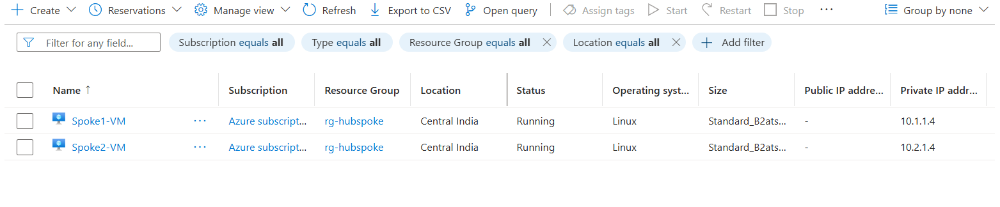 Create Reservations Manage view Refresh Export to CSV Open query Assign tags Start Restart Stop ... Group by none
Filter for any field... Subscription equals all Type equals all Resource Group equals all Location equals all Add filter
Name ↑ Subscription Resource Group Location Status Operating syst... Size Public IP addre... Private IP addr...
Spoke1-VM ... Azure subscript... rg-hubspoke Central India Running Linux Standard_B2ats... - 10.1.1.4
Spoke2-VM ... Azure subscript... rg-hubspoke Central India Running Linux Standard_B2ats... - 10.2.1.4